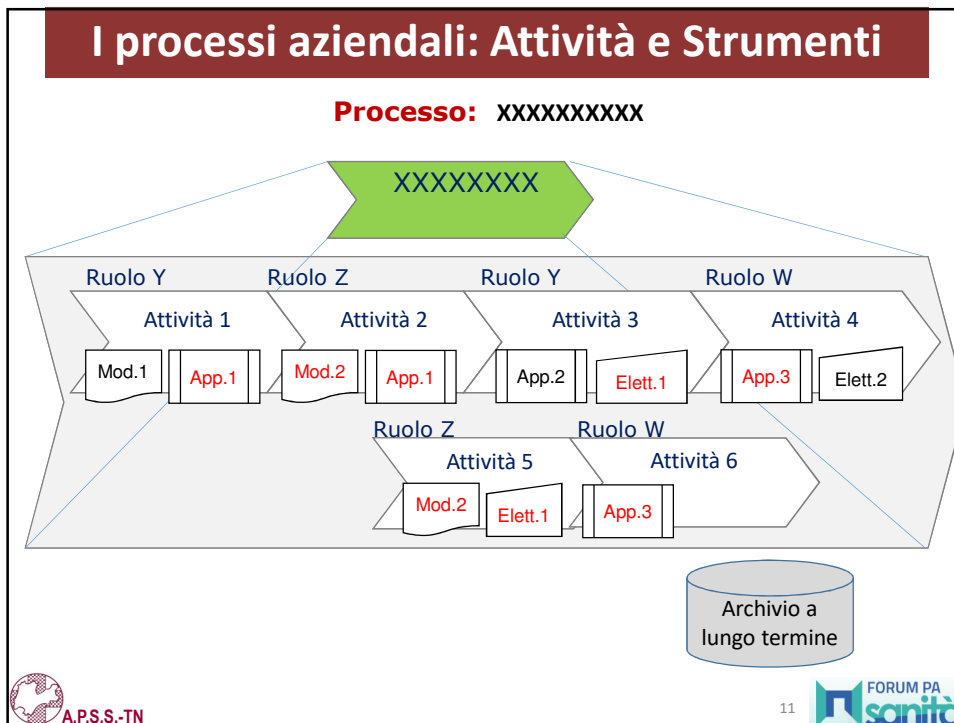 I processi aziendali: Attività e Strumenti
Processo: XXXXXXXXXX
XXXXXXXX
Ruolo Y Ruolo Z Ruolo Y Ruolo W
Attività 1 Attività 2 Attività 3 Attività 4
Mod.1 App.1 Mod.2 App.1 App.2 Elett.1 App.3 Elett.2
Ruolo Z Ruolo W
Attività 5 Attività 6
Mod.2 Elett.1 App.3
Archivio a
lungo termine
A.P.S.S.-TN
11
FORUM PA
sanità